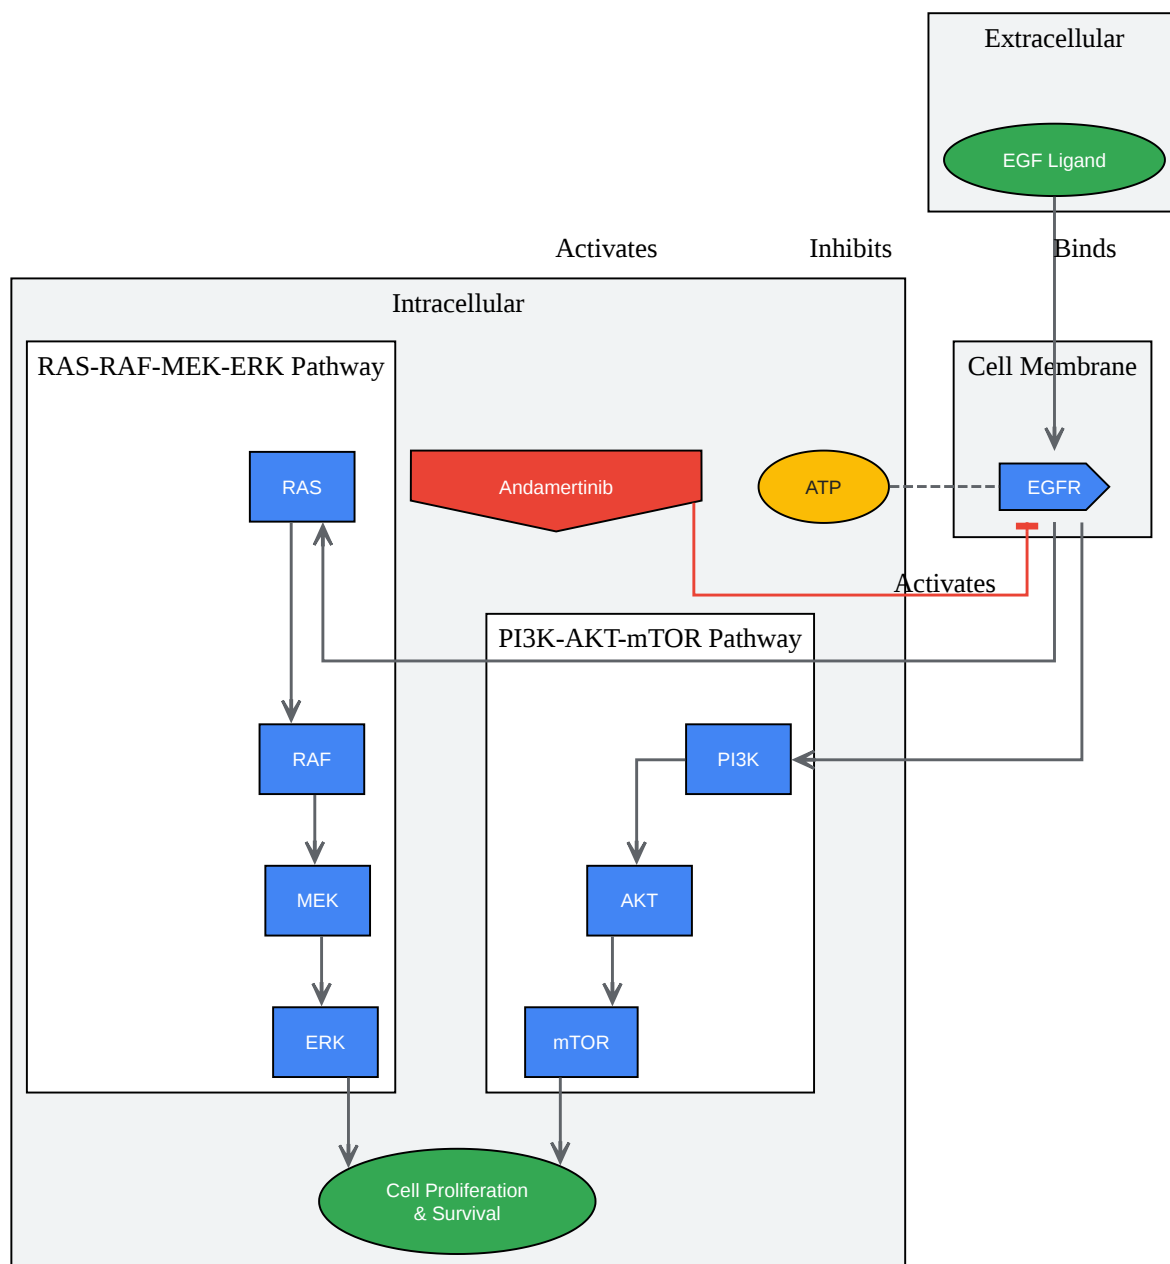 Extracellular
EGF Ligand
Activates
Inhibits
Binds
Intracellular
RAS-RAF-MEK-ERK Pathway
Cell Membrane
RAS
Andamertinib
ATP
EGFR
Activates
PI3K-AKT-mTOR Pathway
RAF
PI3K
MEK
AKT
ERK
mTOR
Cell Proliferation
& Survival